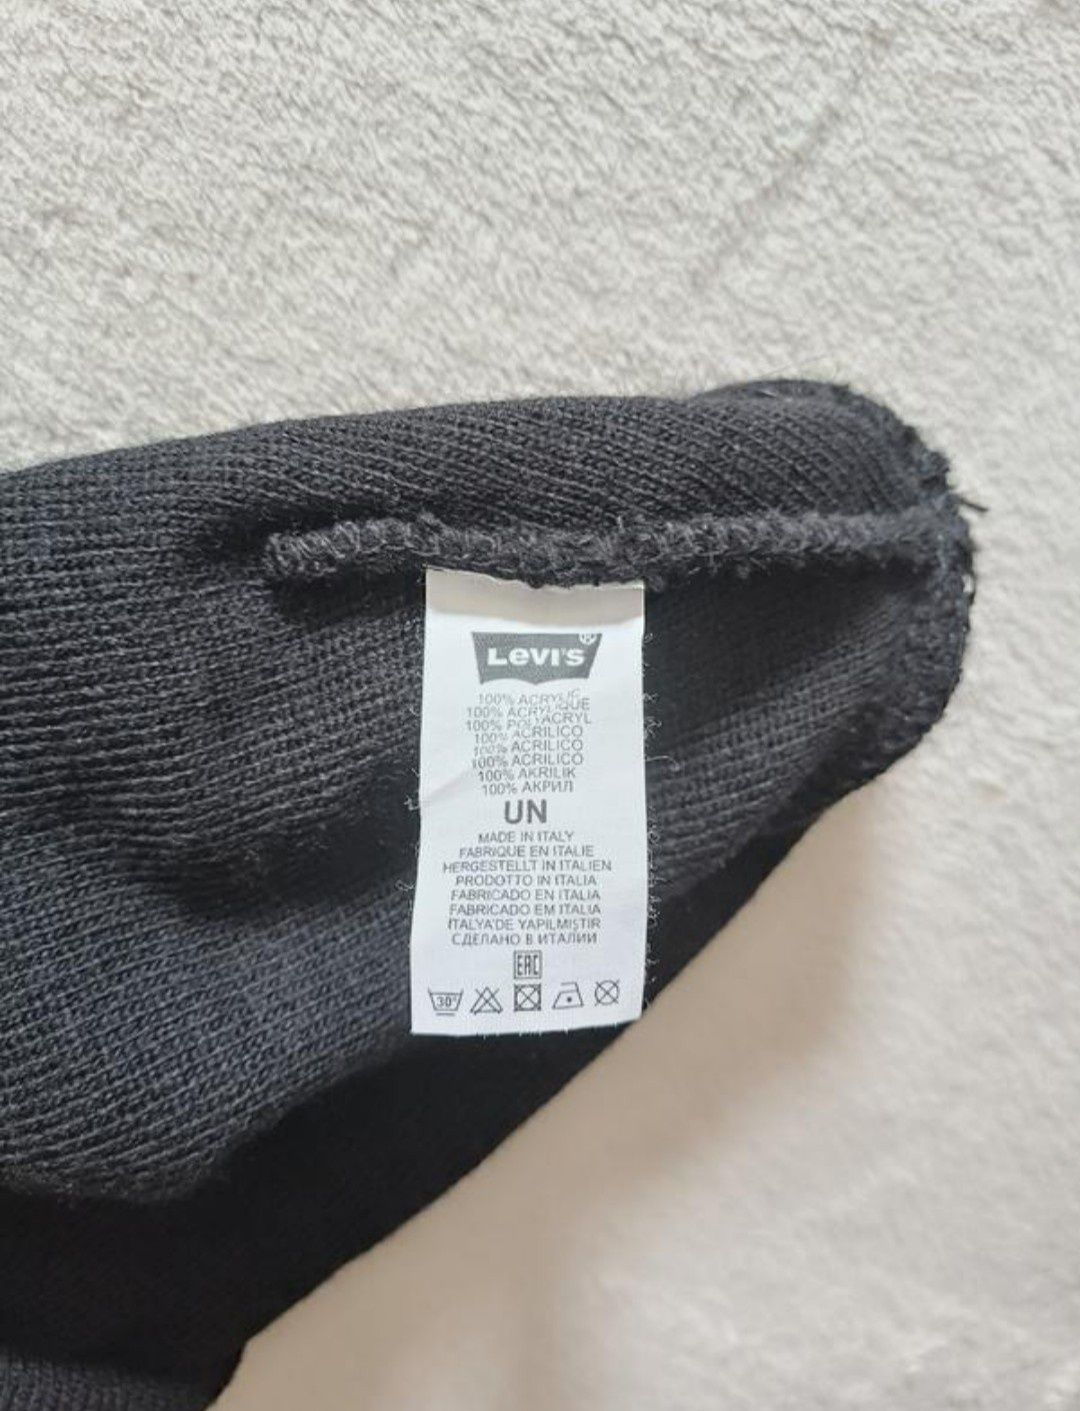 LEVI'S®
100% ACRYLIC
100% ACRYLIQUE
100% POLYACRYL
100% ACRILICO
100% ACRILICO
100% ACRILICO
100% AKRILIK
100% АКРИЛ
UN
MADE IN ITALY
FABRIQUE EN ITALIE
HERGESTELLT IN ITALIEN
PRODOTTO IN ITALIA
FABRICADO EN ITALIA
FABRICADO EM ITALIA
ITALYA'DE YAPILMIŞTIR
СДЕЛАНО В ИТАЛИИ
EAC
30°